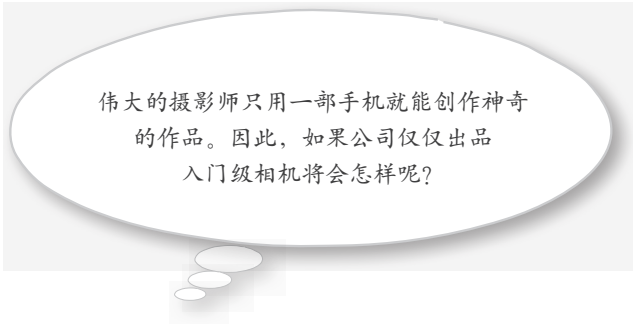 伟大的摄影师只用一部手机就能创作神奇
的作品。因此，如果公司仅仅出品
入门级相机将会怎样呢？